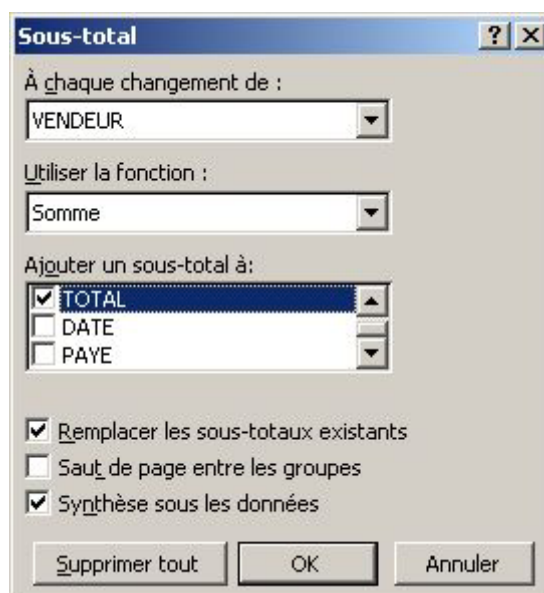 Sous-total
À chaque changement de :
VENDEUR
Utiliser la fonction :
Somme
Ajouter un sous-total à:
TOTAL
DATE
PAYE
Remplacer les sous-totaux existants
Saut de page entre les groupes
Synthèse sous les données
Supprimer tout OK Annuler